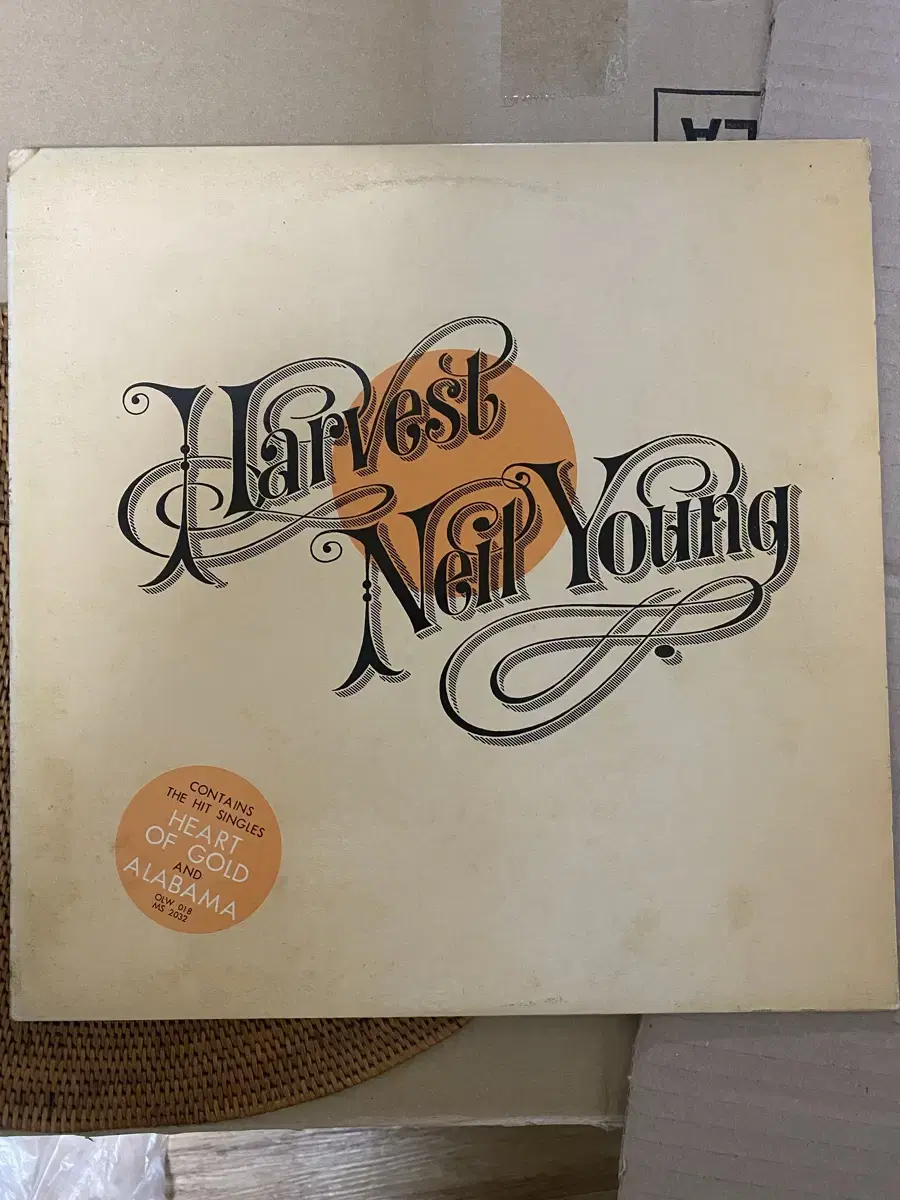 Harvest
Neil Young
CONTAINS
THE HIT SINGLES
HEART
OF GOLD
AND
ALABAMA
OLW 018
MS 2032